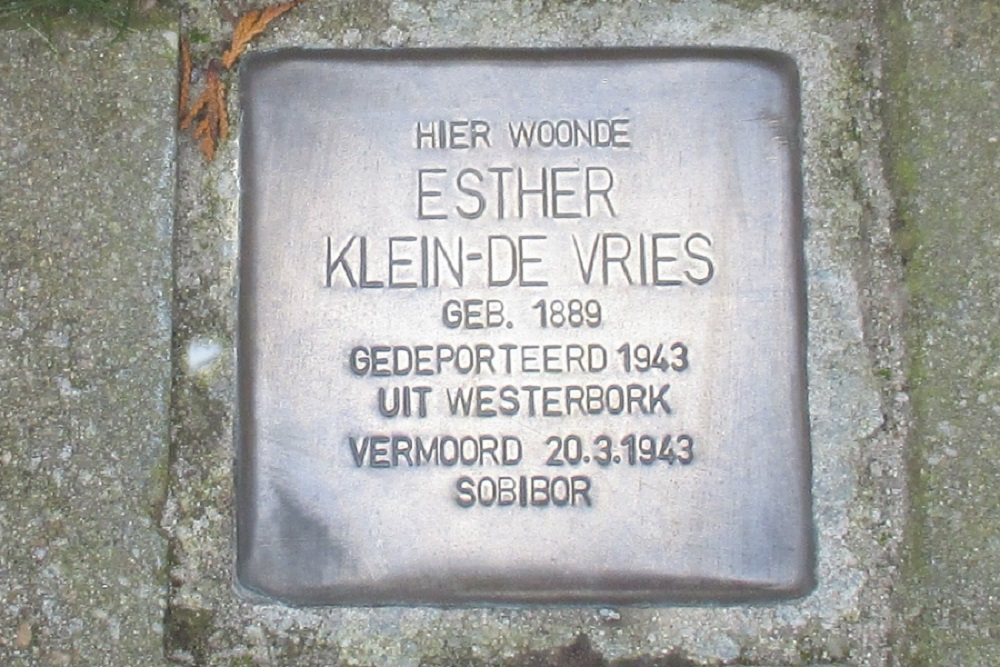 HIER WOONDE
ESTHER
KLEIN-DE VRIES
GEB. 1889
GEDEPORTEERD 1943
UIT WESTERBORK
VERMOORD 20.3.1943
SOBIBOR